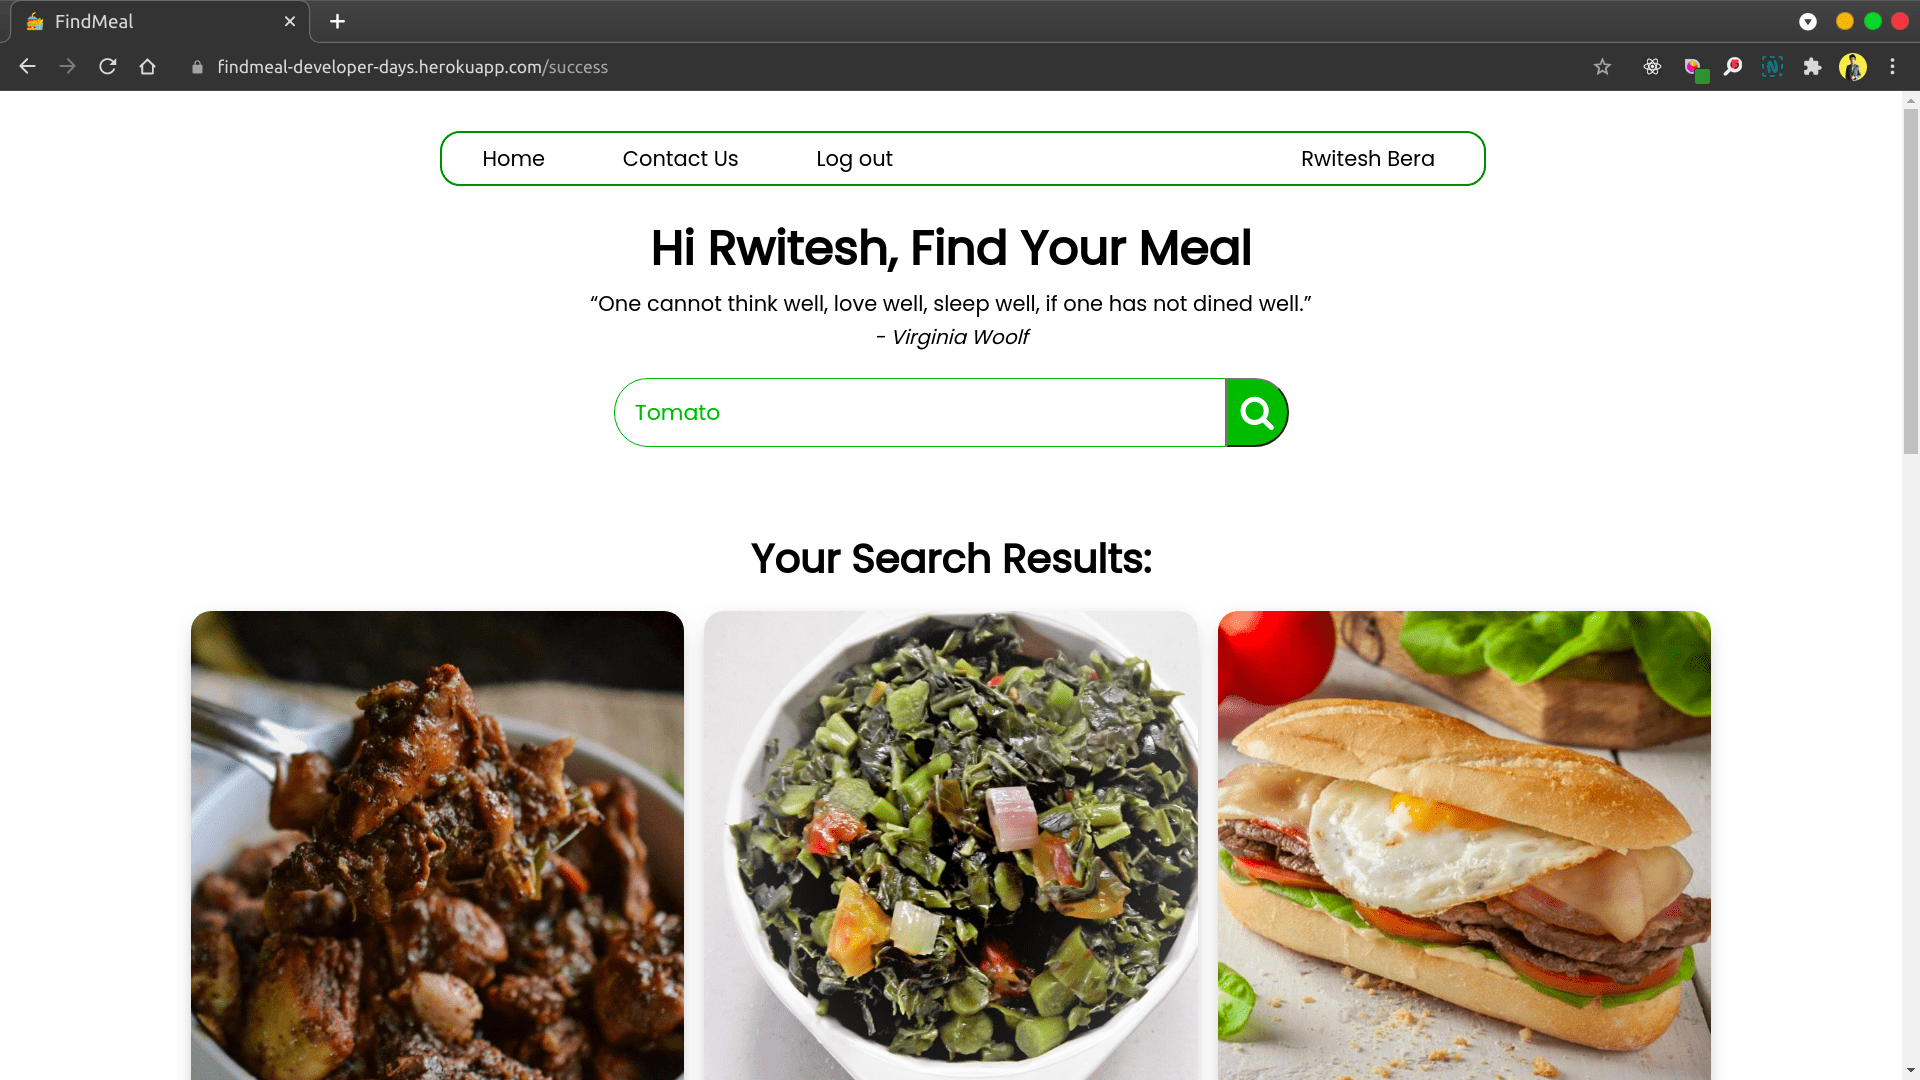 FindMeal
findmeal-developer-days.herokuapp.com/success
Home Contact Us Log out Rwitesh Bera
Hi Rwitesh, Find Your Meal
“One cannot think well, love well, sleep well, if one has not dined well.”
- Virginia Woolf
Tomato
Your Search Results: